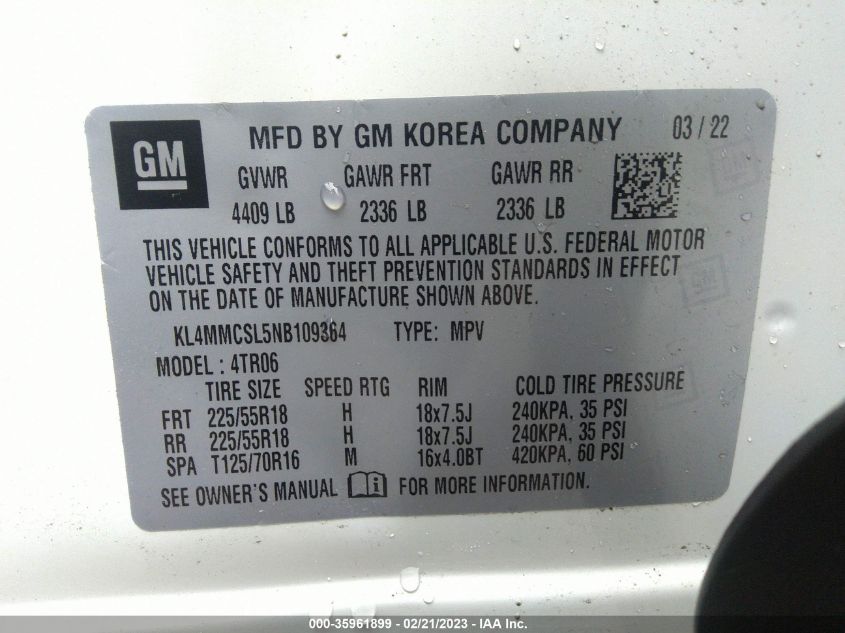 GM
MFD BY GM KOREA COMPANY 03 / 22
GVWR GAWR FRT GAWR RR
4409 LB 2336 LB 2336 LB
THIS VEHICLE CONFORMS TO ALL APPLICABLE U.S. FEDERAL MOTOR
VEHICLE SAFETY AND THEFT PREVENTION STANDARDS IN EFFECT
ON THE DATE OF MANUFACTURE SHOWN ABOVE.
KL4MMCSL5NB109364 TYPE: MPV
MODEL : 4TR06
TIRE SIZE SPEED RTG RIM COLD TIRE PRESSURE
FRT 225/55R18 H 18x7.5J 240KPA, 35 PSI
RR 225/55R18 H 18x7.5J 240KPA, 35 PSI
SPA T125/70R16 M 16x4.0BT 420KPA, 60 PSI
SEE OWNER'S MANUAL FOR MORE INFORMATION.
000-35961899 - 02/21/2023 - IAA Inc.